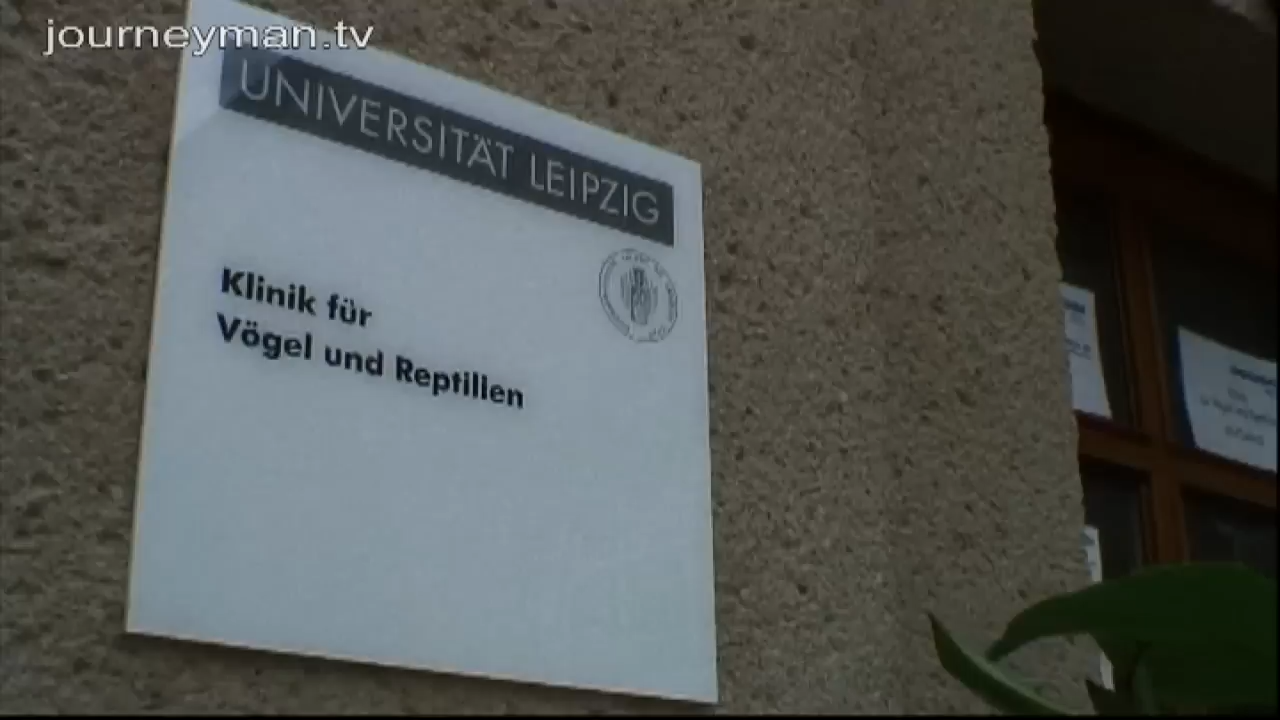 journeyman.tv
UNIVERSITÄT LEIPZIG
Klinik für
Vögel und Reptilien